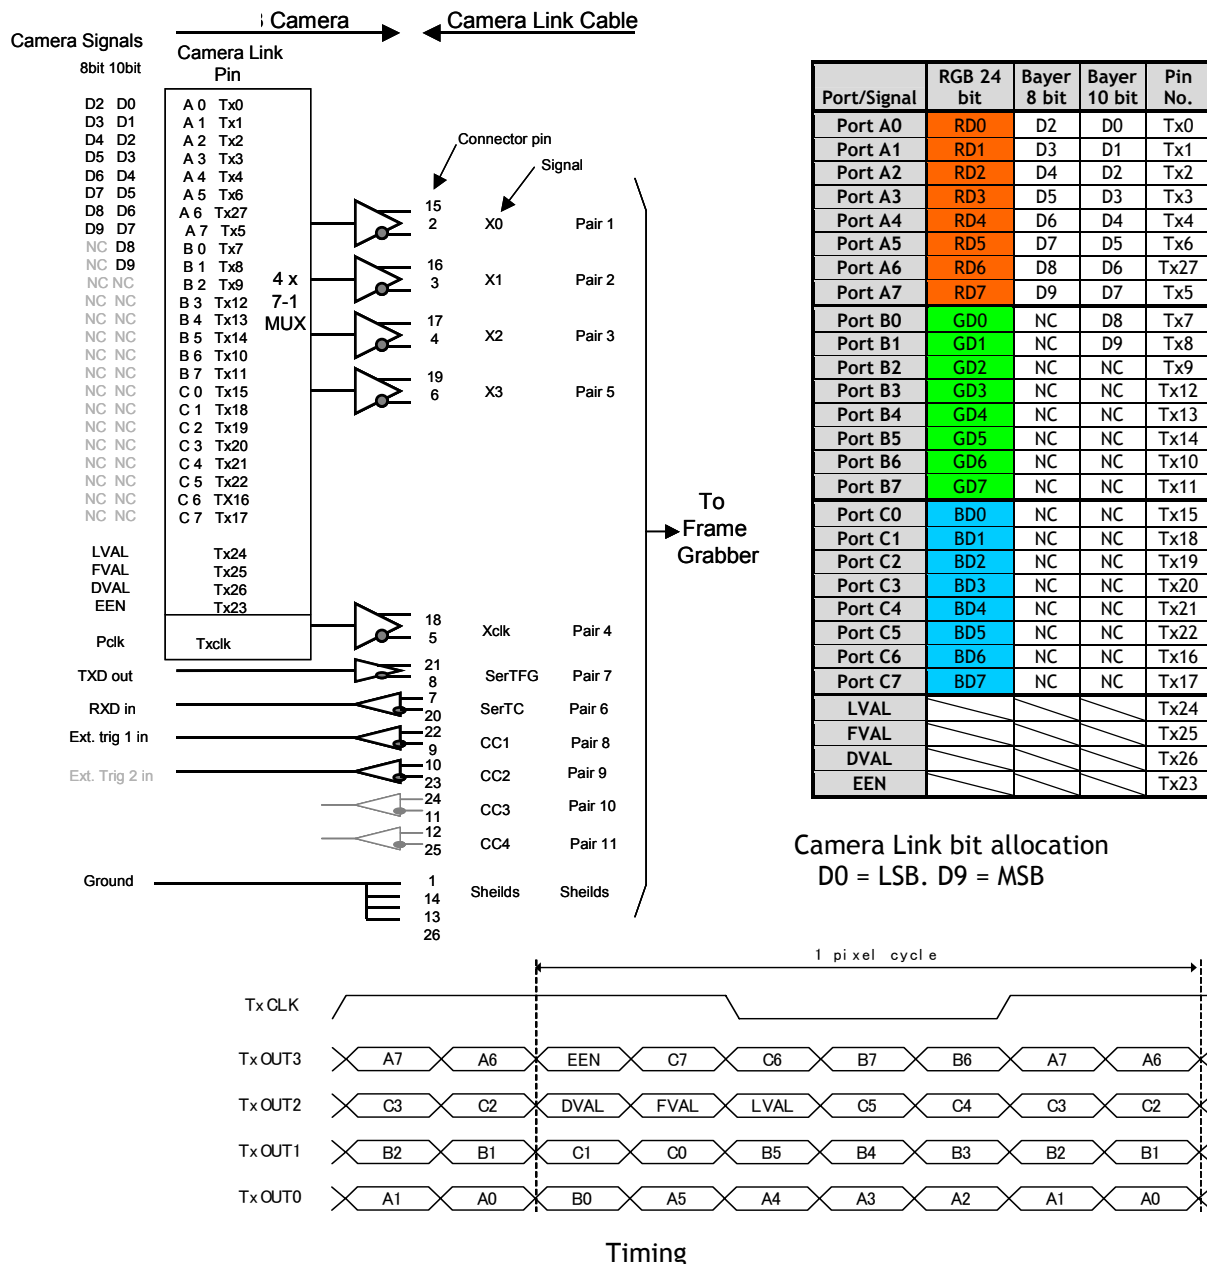 Camera
Camera Link Cable
Camera Signals
8bit 10bit
Camera Link
Pin
D2 D0 A 0 Tx0
D3 D1 A 1 Tx1
D4 D2 A 2 Tx2
D5 D3 A 3 Tx3
D6 D4 A 4 Tx4
D7 D5 A 5 Tx6
D8 D6 A 6 Tx27
D9 D7 A 7 Tx5
NC D8 B 0 Tx7
NC D9 B 1 Tx8
NC NC B 2 Tx9
NC NC B 3 Tx12
NC NC B 4 Tx13
NC NC B 5 Tx14
NC NC B 6 Tx10
NC NC B 7 Tx11
NC NC C 0 Tx15
NC NC C 1 Tx18
NC NC C 2 Tx19
NC NC C 3 Tx20
NC NC C 4 Tx21
NC NC C 5 Tx22
NC NC C 6 TX16
NC NC C 7 Tx17
LVAL Tx24
FVAL Tx25
DVAL Tx26
EEN Tx23
Pclk Txclk
4 x
7-1
MUX
Connector pin
Signal
15
2 X0 Pair 1
16
3 X1 Pair 2
17
4 X2 Pair 3
19
6 X3 Pair 5
18
5 Xclk Pair 4
TXD out
21
8 SerTFG Pair 7
RXD in
7
20 SerTC Pair 6
Ext. trig 1 in
22
9 CC1 Pair 8
Ext. Trig 2 in
10
23 CC2 Pair 9
24
11 CC3 Pair 10
12
25 CC4 Pair 11
Ground
1
14
13
26
Sheilds Sheilds
To
Frame
Grabber
Port/Signal RGB 24 bit Bayer 8 bit Bayer 10 bit Pin No.
Port A0 RD0 D2 D0 Tx0
Port A1 RD1 D3 D1 Tx1
Port A2 RD2 D4 D2 Tx2
Port A3 RD3 D5 D3 Tx3
Port A4 RD4 D6 D4 Tx4
Port A5 RD5 D7 D5 Tx6
Port A6 RD6 D8 D6 Tx27
Port A7 RD7 D9 D7 Tx5
Port B0 GD0 NC D8 Tx7
Port B1 GD1 NC D9 Tx8
Port B2 GD2 NC NC Tx9
Port B3 GD3 NC NC Tx12
Port B4 GD4 NC NC Tx13
Port B5 GD5 NC NC Tx14
Port B6 GD6 NC NC Tx10
Port B7 GD7 NC NC Tx11
Port C0 BD0 NC NC Tx15
Port C1 BD1 NC NC Tx18
Port C2 BD2 NC NC Tx19
Port C3 BD3 NC NC Tx20
Port C4 BD4 NC NC Tx21
Port C5 BD5 NC NC Tx22
Port C6 BD6 NC NC Tx16
Port C7 BD7 NC NC Tx17
LVAL Tx24
FVAL Tx25
DVAL Tx26
EEN Tx23
Camera Link bit allocation
D0 = LSB. D9 = MSB
1 pixel cycle
Tx CLK
Tx OUT3 A7 A6 EEN C7 C6 B7 B6 A7 A6
Tx OUT2 C3 C2 DVAL FVAL LVAL C5 C4 C3 C2
Tx OUT1 B2 B1 C1 C0 B5 B4 B3 B2 B1
Tx OUT0 A1 A0 B0 A5 A4 A3 A2 A1 A0
Timing